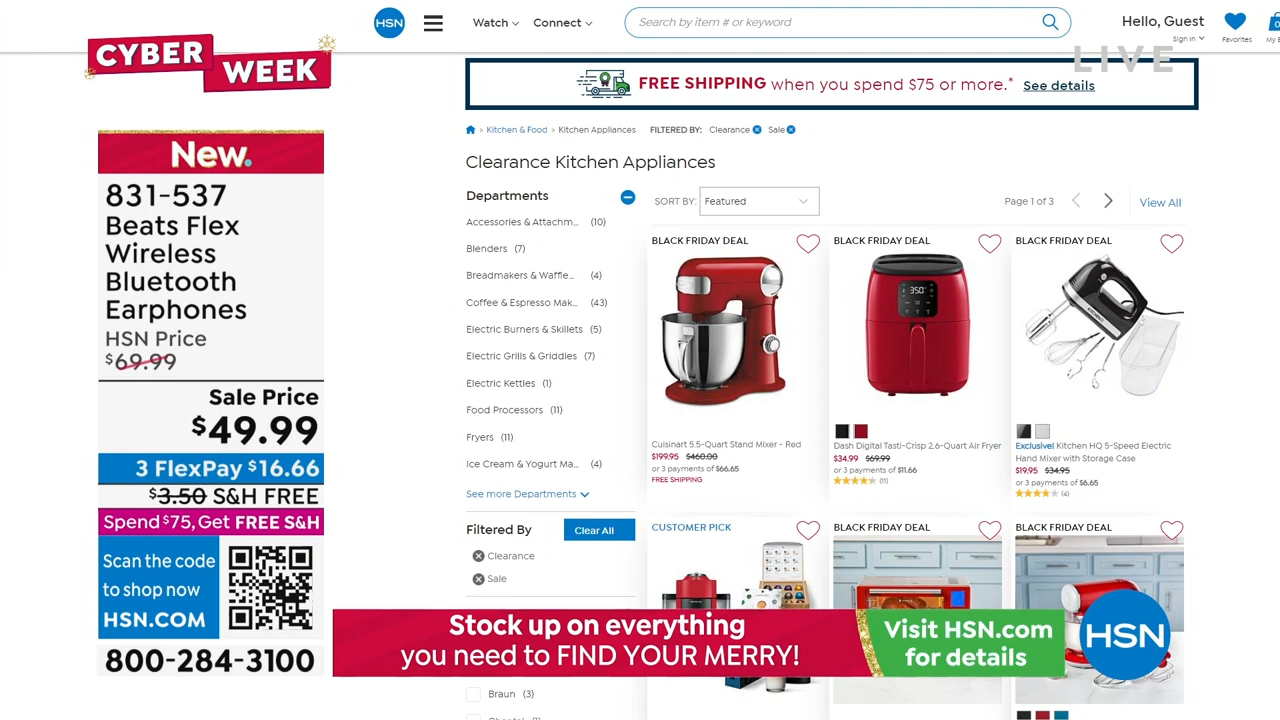 HSN
Watch
Connect
Search by item # or keyword
Hello, Guest
Sign In
Favorites
0
LIVE
CYBER
WEEK
FREE SHIPPING when you spend $75 or more.* See details
> Kitchen & Food > Kitchen Appliances FILTERED BY: Clearance Sale
Clearance Kitchen Appliances
New.
831-537
Beats Flex
Wireless
Bluetooth
Earphones
HSN Price
$69.99
Sale Price
$49.99
3 FlexPay $16.66
$3.50 S&H FREE
Spend $75, Get FREE S&H
Scan the code
to shop now
HSN.COM
800-284-3100
Departments
Accessories & Attachm... (10)
Blenders (7)
Breadmakers & Waffle... (4)
Coffee & Espresso Mak... (43)
Electric Burners & Skillets (5)
Electric Grills & Griddles (7)
Electric Kettles (1)
Food Processors (11)
Fryers (11)
Ice Cream & Yogurt Ma... (4)
See more Departments
Filtered By Clear All
Clearance
Sale
Braun (3)
SORT BY: Featured
Page 1 of 3
View All
BLACK FRIDAY DEAL
Cuisinart 5.5-Quart Stand Mixer - Red
$199.95 $460.00
or 3 payments of $66.65
FREE SHIPPING
BLACK FRIDAY DEAL
350°
Dash Digital Tasti-Crisp 2.6-Quart Air Fryer
$34.99 $69.99
or 3 payments of $11.66
(11)
BLACK FRIDAY DEAL
Exclusive! Kitchen HQ 5-Speed Electric
Hand Mixer with Storage Case
$19.95 $34.95
or 3 payments of $6.65
(4)
CUSTOMER PICK
BLACK FRIDAY DEAL
BLACK FRIDAY DEAL
Stock up on everything
you need to FIND YOUR MERRY!
Visit HSN.com
for details
HSN